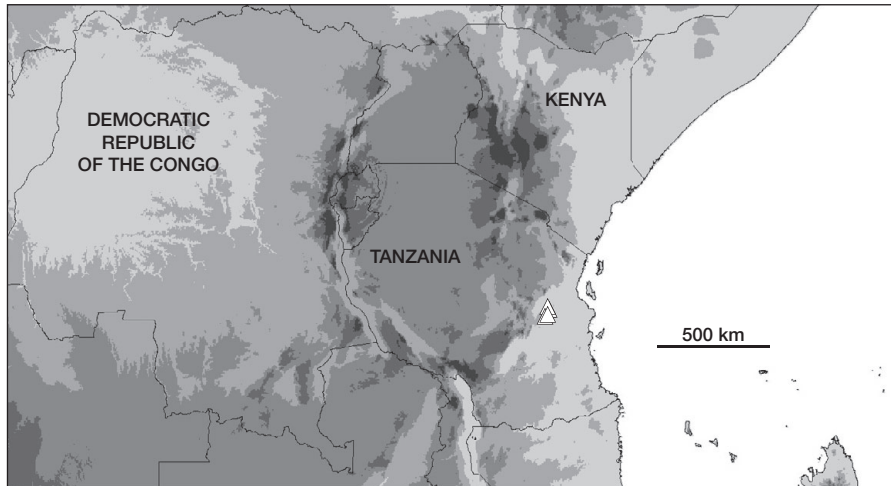 DEMOCRATIC
REPUBLIC
OF THE CONGO
KENYA
TANZANIA
500 km